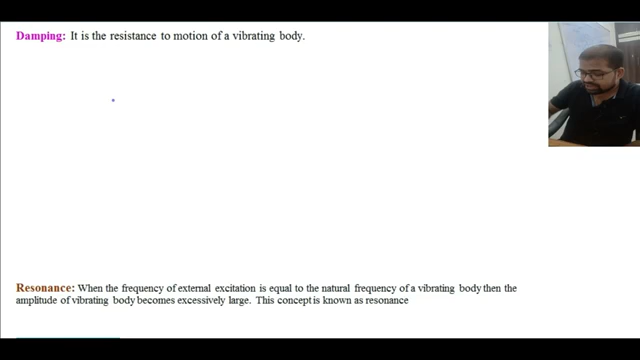 Damping: It is the resistance to motion of a vibrating body.
Resonance: When the frequency of external excitation is equal to the natural frequency of a vibrating body then the
amplitude of vibrating body becomes excessively large. This concept is known as resonance